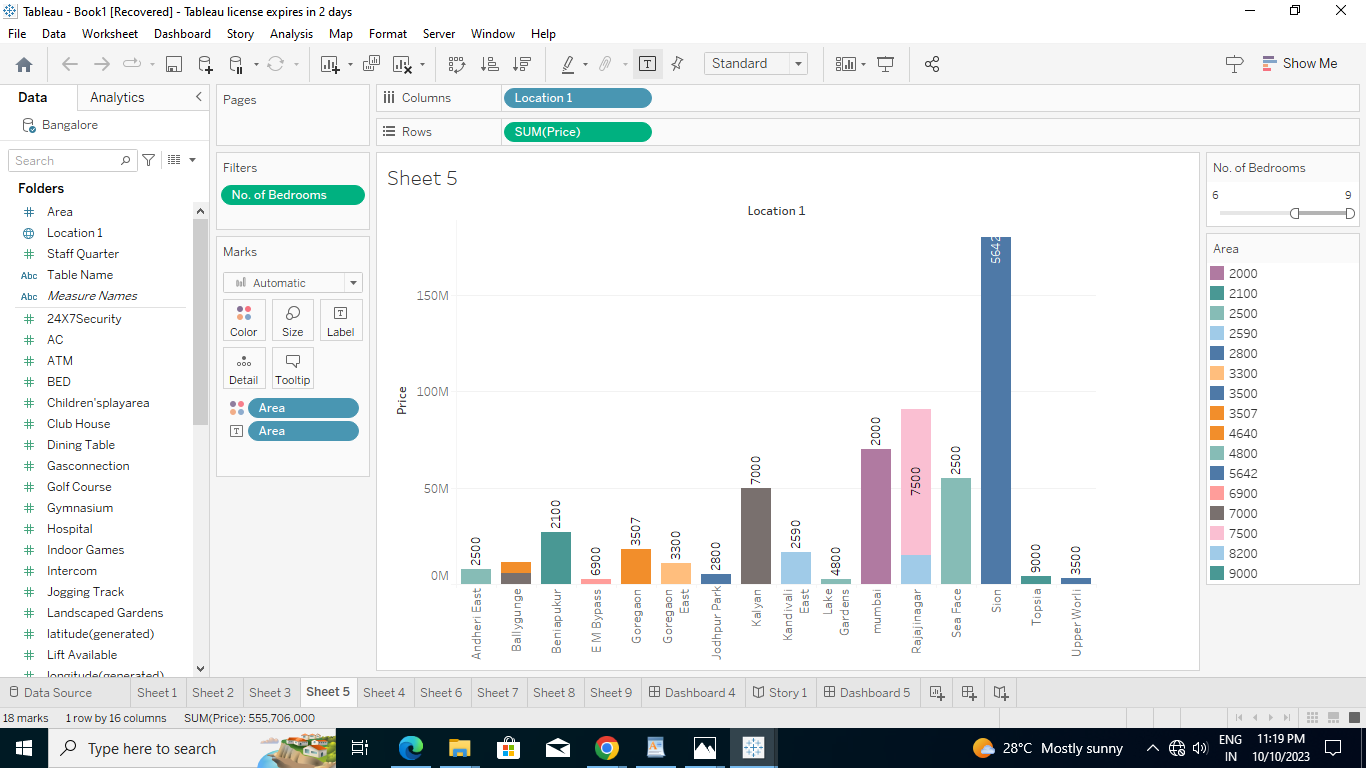 Tableau - Book1 [Recovered] - Tableau license expires in 2 days
File Data Worksheet Dashboard Story Analysis Map Format Server Window Help
Standard
Show Me
Data Analytics
Bangalore
Search
Folders
Area
Location 1
Staff Quarter
Abc Table Name
Abc Measure Names
24X7Security
AC
ATM
BED
Children'splayarea
Club House
Dining Table
Gasconnection
Golf Course
Gymnasium
Hospital
Indoor Games
Intercom
Jogging Track
Landscaped Gardens
latitude(generated)
Lift Available
longitude(generated)
Pages
Filters
No. of Bedrooms
Marks
Automatic
Color Size Label
Detail Tooltip
Area
Area
Columns Location 1
Rows SUM(Price)
Sheet 5
Location 1
Price
150M
100M
50M
0M
2500
2100
6900
3507
3300
2800
7000
2590
4800
2000
7500
2500
5642
9000
3500
Andheri East
Ballygunge
Beniapukur
E M Bypass
Goregaon
Goregaon East
Jodhpur Park
Kalyan
Kandivali East
Lake Gardens
mumbai
Rajajinagar
Sea Face
Sion
Topsia
Upper Worli
No. of Bedrooms
6 9
Area
2000
2100
2500
2590
2800
3300
3500
3507
4640
4800
5642
6900
7000
7500
8200
9000
Data Source Sheet 1 Sheet 2 Sheet 3 Sheet 5 Sheet 4 Sheet 6 Sheet 7 Sheet 8 Sheet 9 Dashboard 4 Story 1 Dashboard 5
18 marks 1 row by 16 columns SUM(Price): 555,706,000
Type here to search
28°C Mostly sunny
ENG
IN
11:19 PM
10/10/2023